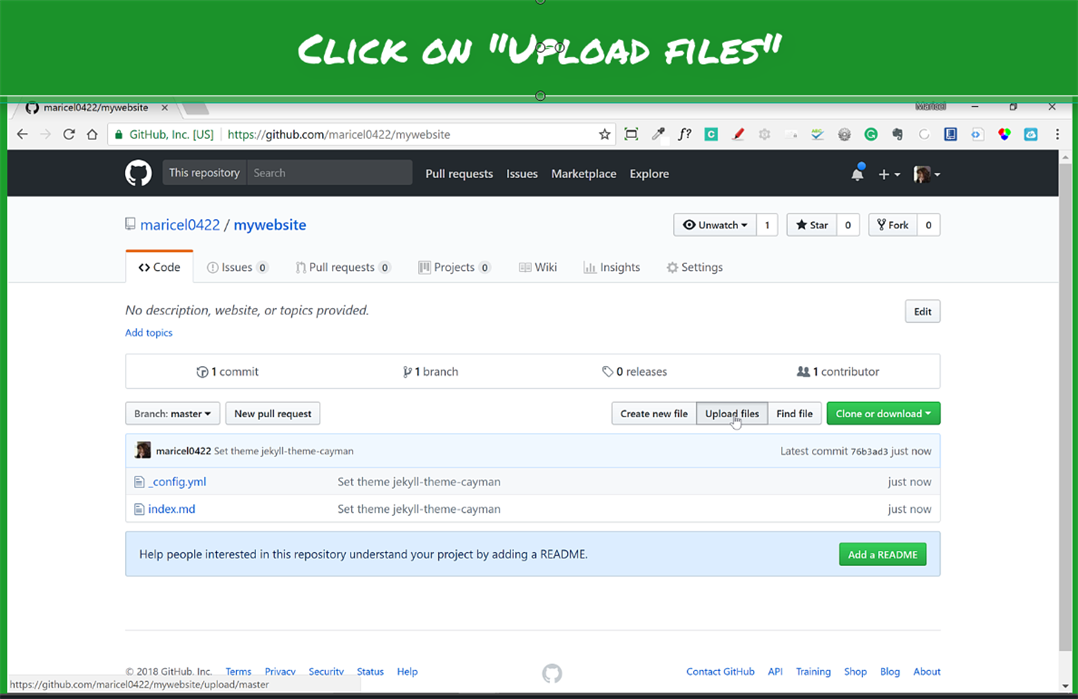 Click on "Upload files"
maricel0422/mywebsite
Maricel
GitHub, Inc. [US] https://github.com/maricel0422/mywebsite
This repository Search Pull requests Issues Marketplace Explore
maricel0422 / mywebsite
Unwatch 1 Star 0 Fork 0
Code Issues 0 Pull requests 0 Projects 0 Wiki Insights Settings
No description, website, or topics provided.
Edit
Add topics
1 commit 1 branch 0 releases 1 contributor
Branch: master New pull request Create new file Upload files Find file Clone or download
maricel0422 Set theme jekyll-theme-cayman Latest commit 76b3ad3 just now
_config.yml Set theme jekyll-theme-cayman just now
index.md Set theme jekyll-theme-cayman just now
Help people interested in this repository understand your project by adding a README. Add a README
© 2018 GitHub, Inc. Terms Privacy Security Status Help Contact GitHub API Training Shop Blog About
https://github.com/maricel0422/mywebsite/upload/master